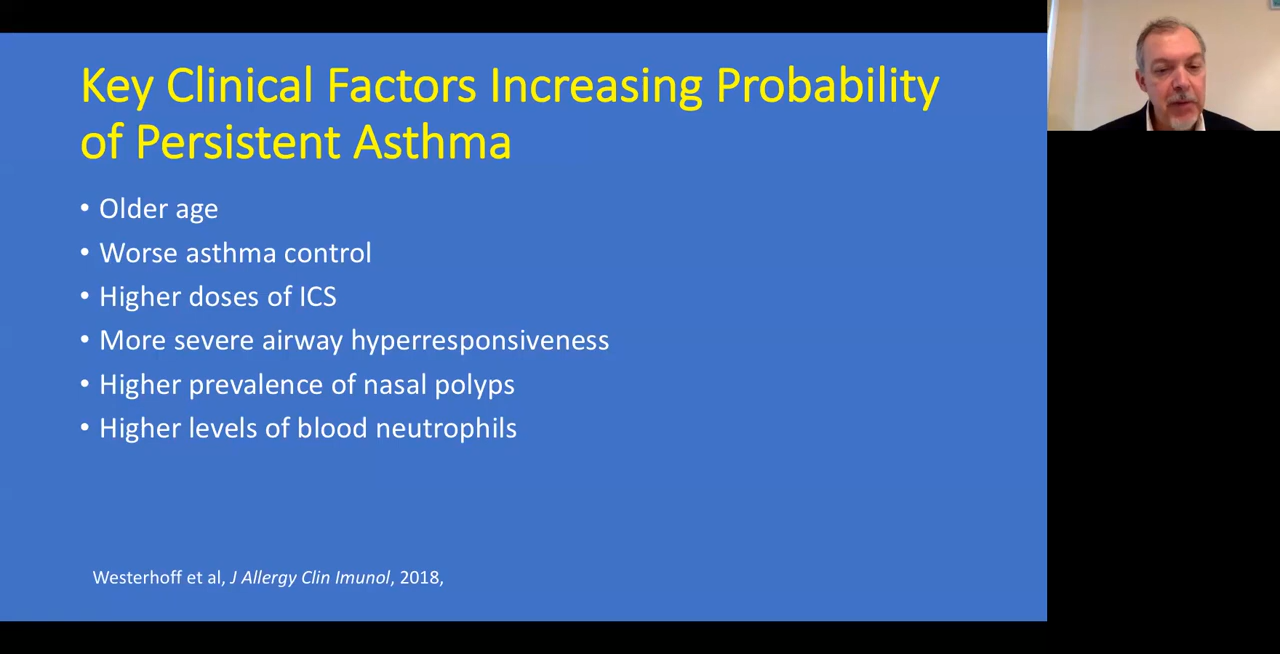 Key Clinical Factors Increasing Probability
of Persistent Asthma
• Older age
• Worse asthma control
• Higher doses of ICS
• More severe airway hyperresponsiveness
• Higher prevalence of nasal polyps
• Higher levels of blood neutrophils
Westerhoff et al, J Allergy Clin Imunol, 2018,